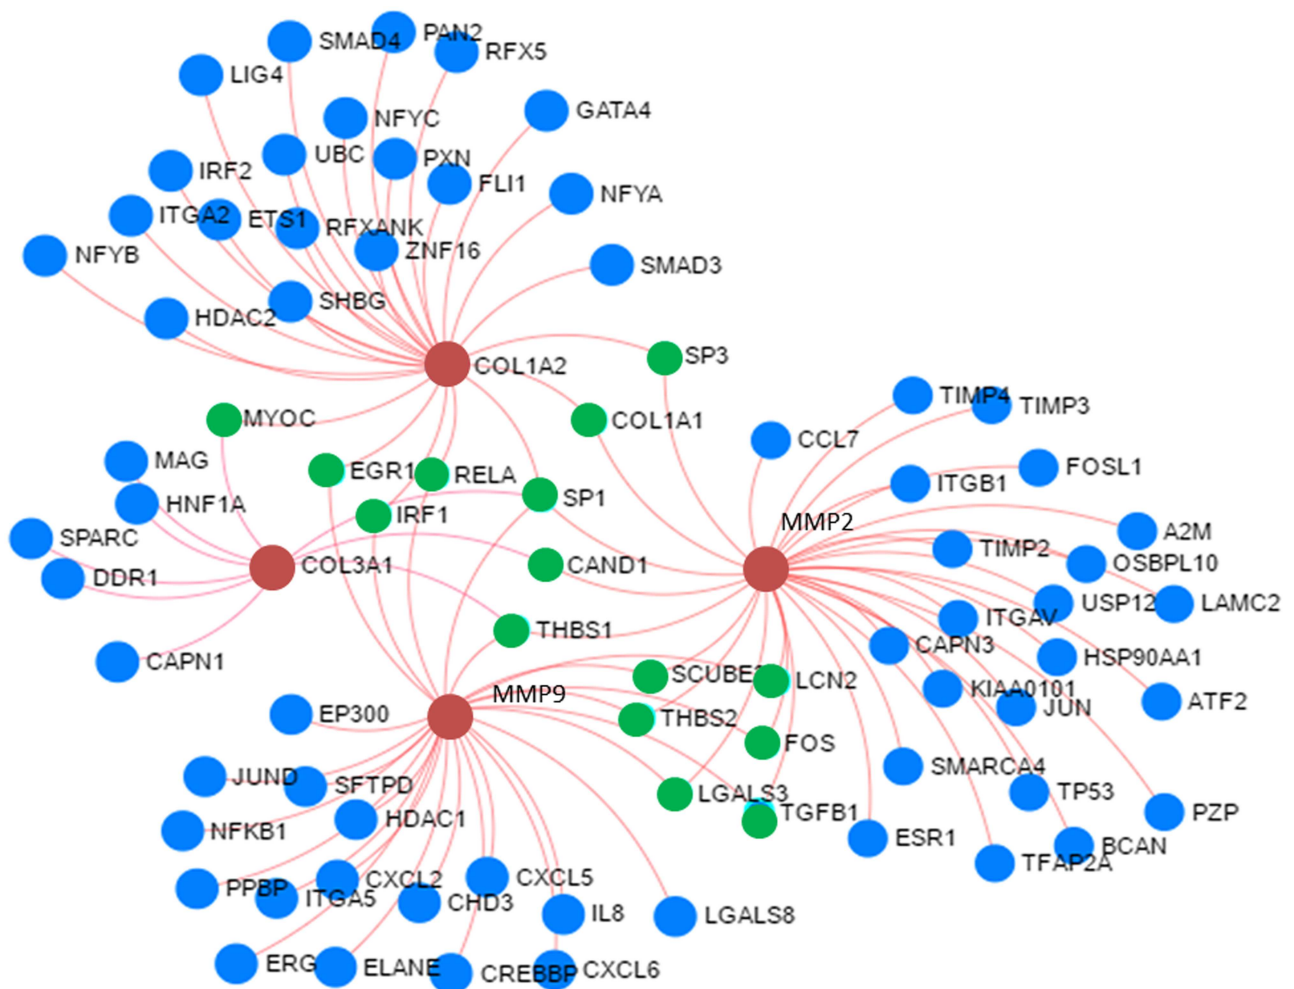 SMAD4
PAN2
RFX5
LIG4
GATA4
NFYC
UBC
PXN
IRF2
FLI1
NFYA
ITGA2
ETS1
RFXANK
ZNF16
NFYB
SMAD3
SHBG
HDAC2
SP3
COL1A2
TIMP4
TIMP3
MYOC
COL1A1
CCL7
MAG
EGR1
RELA
FOSL1
ITGB1
HNF1A
SP1
IRF1
MMP2
A2M
SPARC
TIMP2
OSBPL10
COL3A1
CAND1
DDR1
USP12
LAMC2
ITGAV
THBS1
CAPN3
HSP90AA1
CAPN1
SCUBE
LCN2
KIAA0101
MMP9
ATF2
JUN
EP300
THBS2
FOS
SMARCA4
JUND
SFTPD
LGALS3
TP53
TGFB1
PZP
NFKB1
HDAC1
ESR1
BCAN
TFAP2A
CXCL2
CXCL5
PPBP
ITGA5
CHD3
IL8
LGALS8
ERG
ELANE
CREBBP
CXCL6